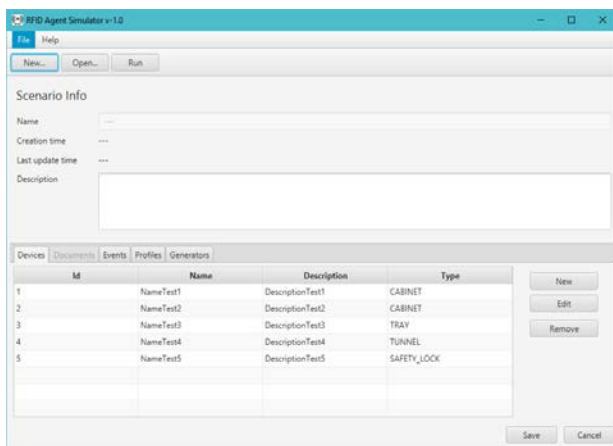 RFID Agent Simulator v-1.0
File Help
New... Open... Run
Scenario Info
Name ---
Creation time ---
Last update time ---
Description
Devices Documents Events Profiles Generators
Id Name Description Type
1 NameTest1 DescriptionTest1 CABINET
2 NameTest2 DescriptionTest2 CABINET
3 NameTest3 DescriptionTest3 TRAY
4 NameTest4 DescriptionTest4 TUNNEL
5 NameTest5 DescriptionTest5 SAFETY_LOCK
New
Edit
Remove
Save Cancel